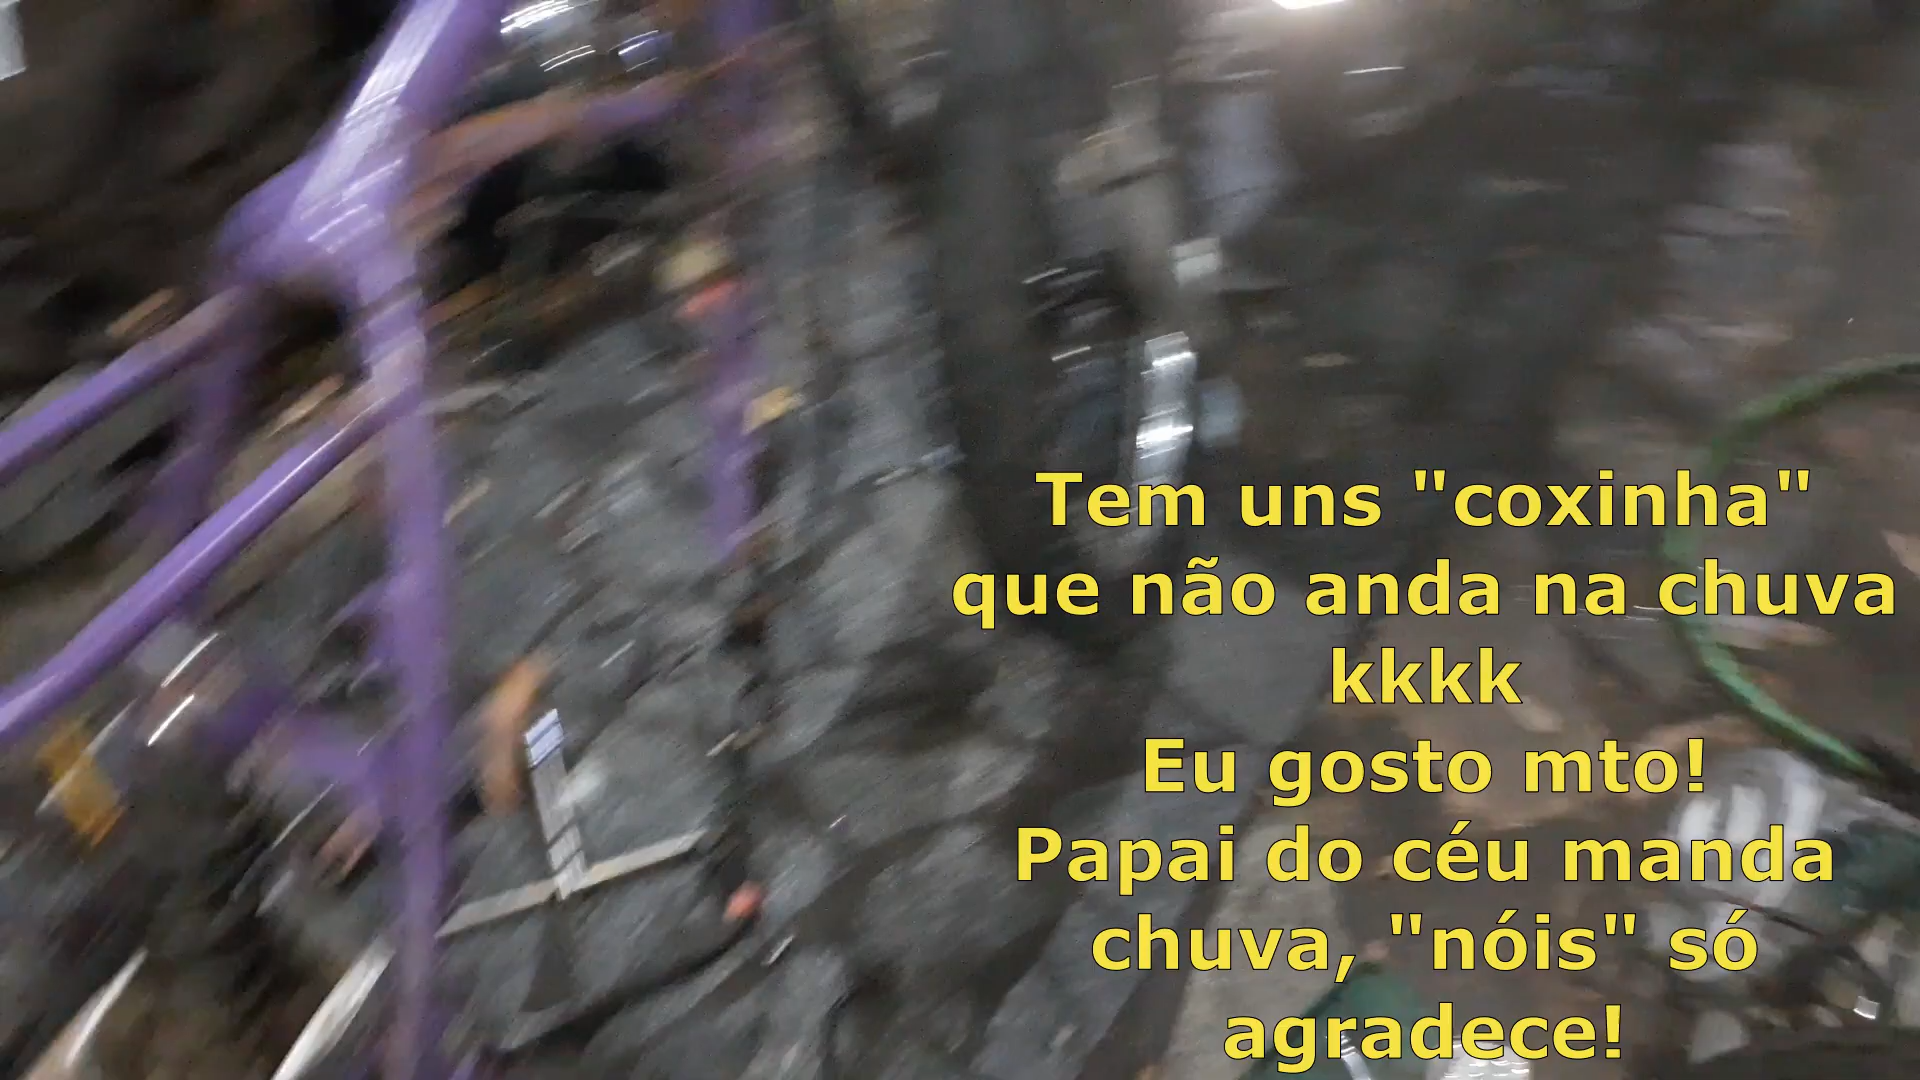 Tem uns "coxinha"
que não anda na chuva
kkkk
Eu gosto mto!
Papai do céu manda
chuva, "nóis" só
agradece!